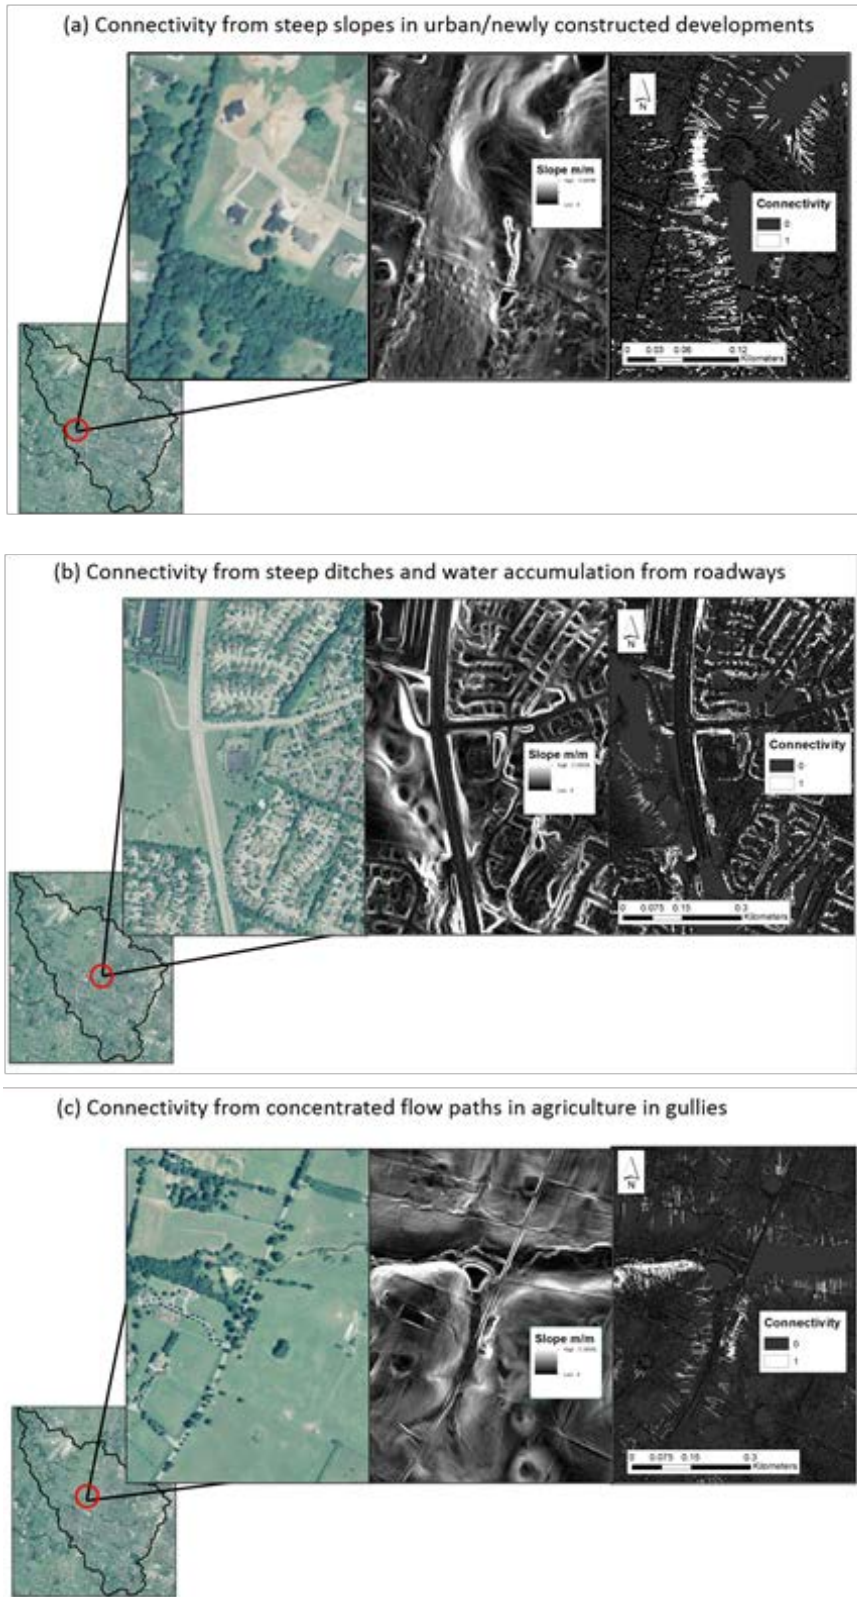 (a) Connectivity from steep slopes in urban/newly constructed developments
N
Slope m/m
Connectivity
0
1
0 0.03 0.06 0.12
Kilometers
(b) Connectivity from steep ditches and water accumulation from roadways
N
Slope m/m
Connectivity
0
1
0 0.075 0.15 0.3
Kilometers
(c) Connectivity from concentrated flow paths in agriculture in gullies
N
Slope m/m
Connectivity
0
1
0 0.075 0.15 0.3
Kilometers